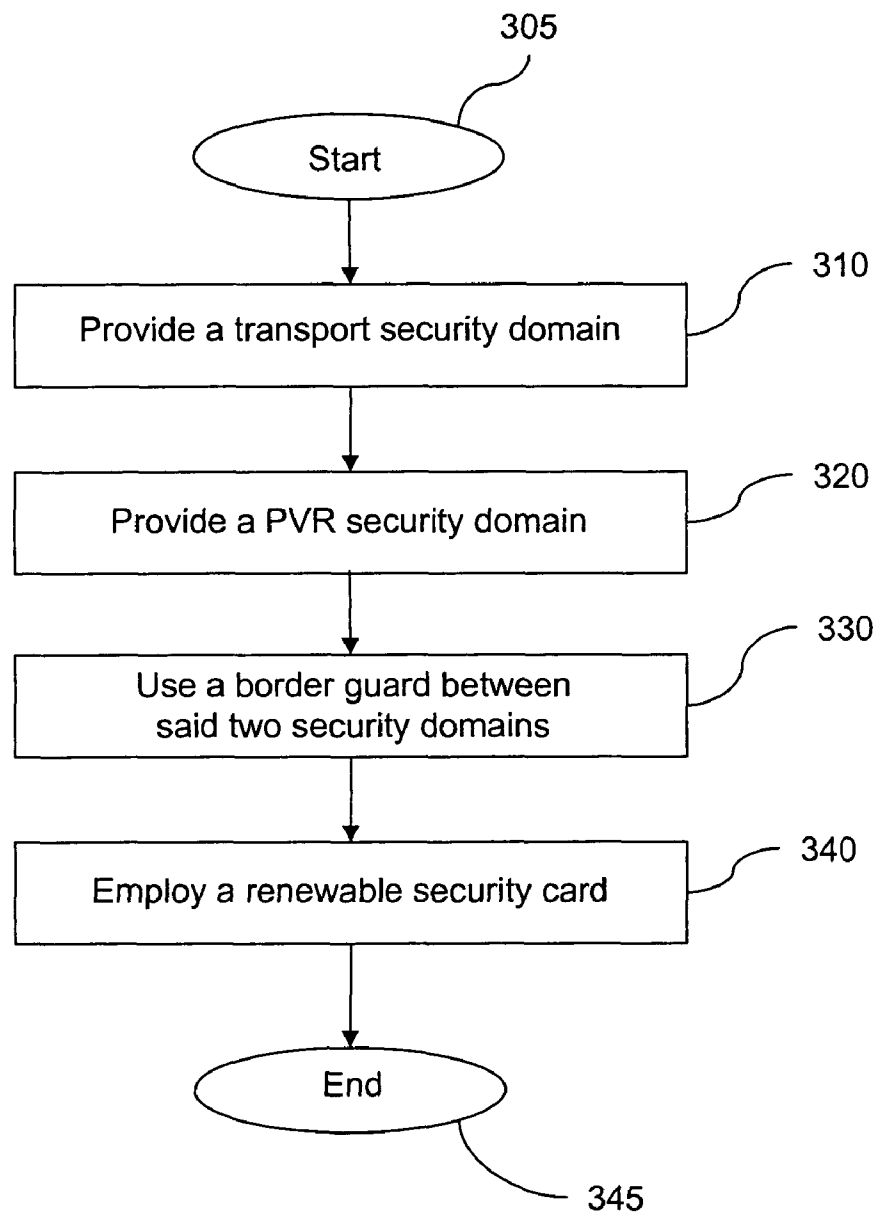 305
Start
310
Provide a transport security domain
320
Provide a PVR security domain
330
Use a border guard between
said two security domains
340
Employ a renewable security card
End
345